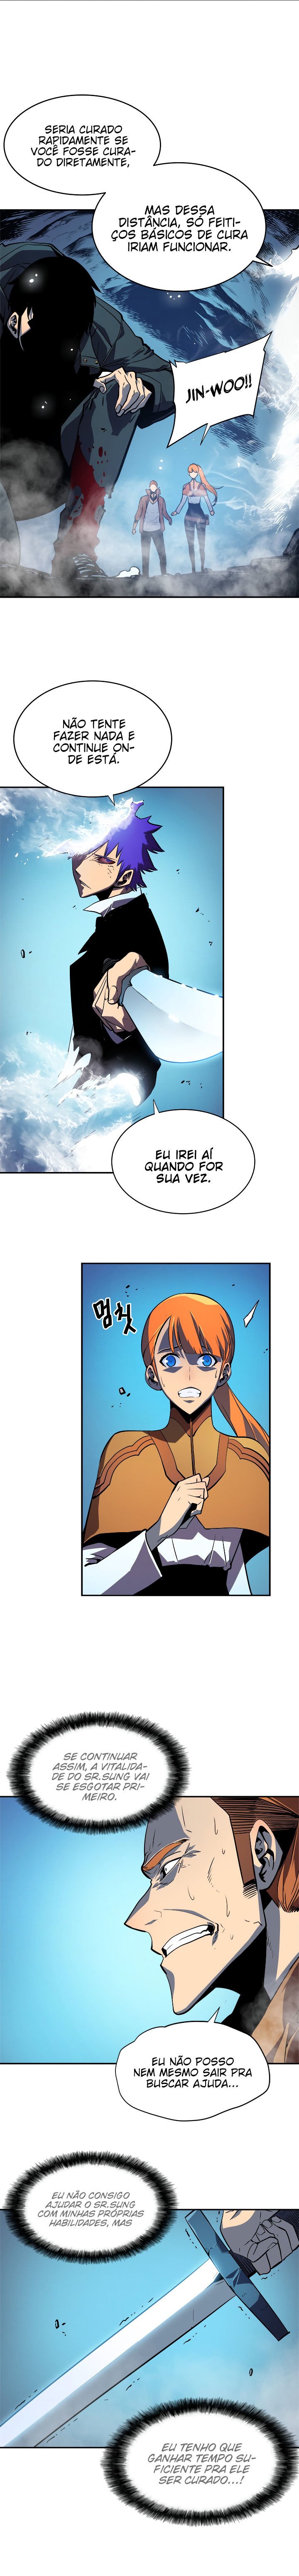 SERIA CURADO
RAPIDAMENTE SE
VOCÊ FOSSE CURA-
DO DIRETAMENTE,
MAS DESSA
DISTÂNCIA, SÓ FEITI-
ÇOS BÁSICOS DE CURA
IRIAM FUNCIONAR.
JIN-WOO!!
NÃO TENTE
FAZER NADA E
CONTINUE ON-
DE ESTÁ.
EU IREI AÍ
QUANDO FOR
SUA VEZ.
멈칫
SE CONTINUAR
ASSIM, A VITALIDA-
DE DO SR.SUNG VAI
SE ESGOTAR PRI-
MEIRO.
EU NÃO POSSO
NEM MESMO SAIR PRA
BUSCAR AJUDA...
EU NÃO CONSIGO
AJUDAR O SR.SUNG
COM MINHAS PRÓPRIAS
HABILIDADES, MAS
EU TENHO QUE
GANHAR TEMPO SU-
FICIENTE PRA ELE
SER CURADO...!